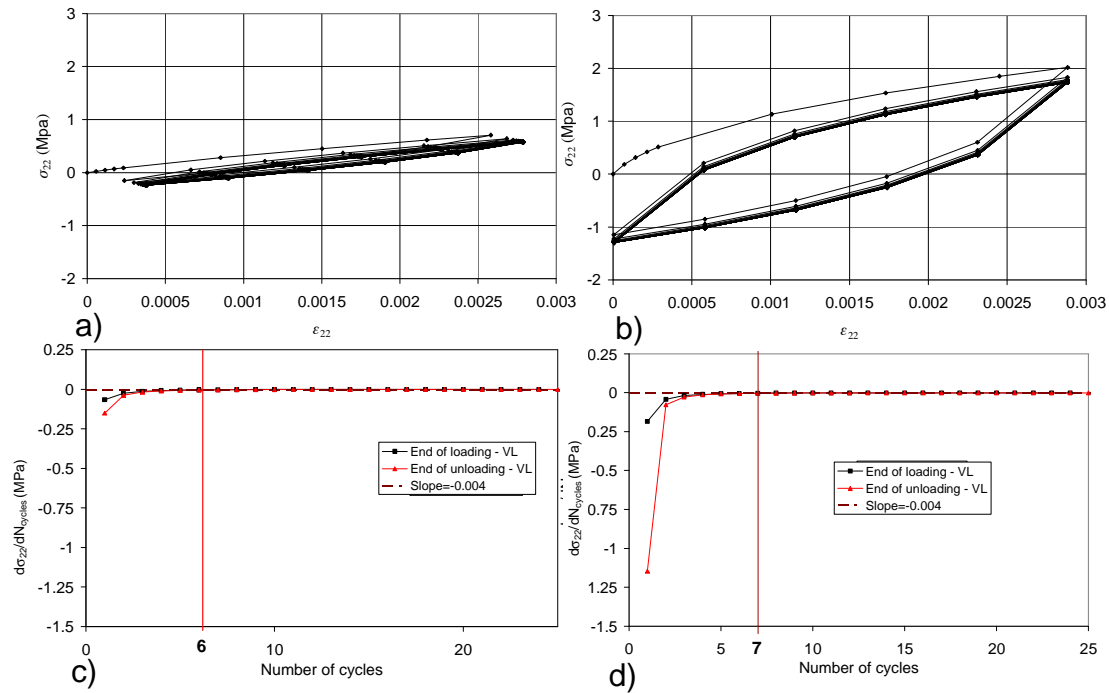 3
2
1
0
-1
-2
σ22 (Mpa)
0 0.0005 0.001 0.0015 0.002 0.0025 0.003
a)
ε22
3
2
1
0
-1
-2
σ22 (Mpa)
0 0.0005 0.001 0.0015 0.002 0.0025 0.003
b)
ε22
0.25
0
-0.25
-0.5
-0.75
-1
-1.25
-1.5
dσ22/dNcycles (MPa)
End of loading - VL
End of unloading - VL
Slope=-0.004
0 6 10 20
c)
Number of cycles
0.25
0
0.25
-0.5
0.75
-1
1.25
-1.5
dσ22/dNcycles (MPa)
End of loading - VL
End of unloading - VL
Slope=-0.004
0 5 7 10 15 20 25
d)
Number of cycles